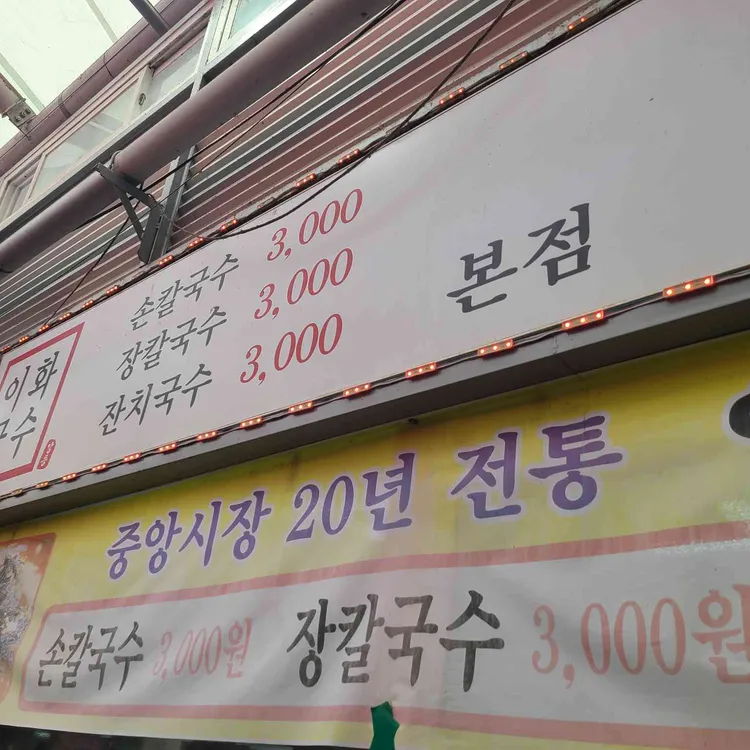 손칼국수 3,000
장칼국수 3,000
잔치국수 3,000
본점
이화
국수
중앙시장 20년 전통
손칼국수 3,000원 장칼국수 3,000원